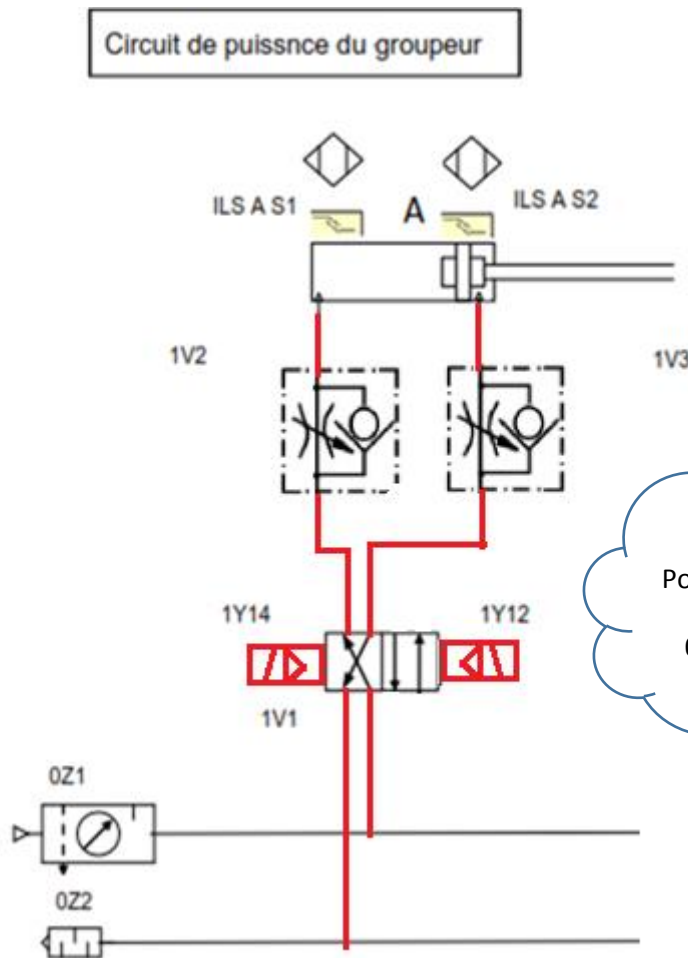 Circuit de puissnce du groupeur
ILS A S1
A
ILS A S2
1V2
1V3
Po
1Y14
1Y12
1V1
0Z1
0Z2